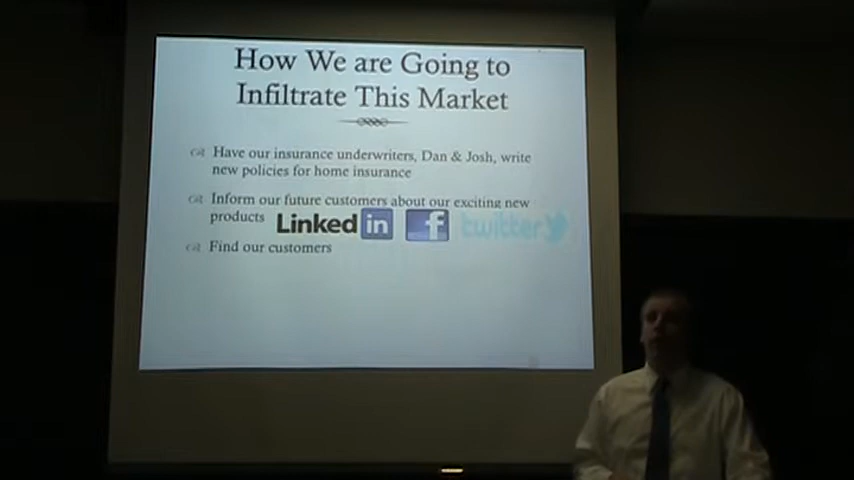 How We are Going to
Infiltrate This Market
Have our insurance underwriters, Dan & Josh, write
new policies for home insurance
Inform our future customers about our exciting new
products Linked in f twitter
Find our customers